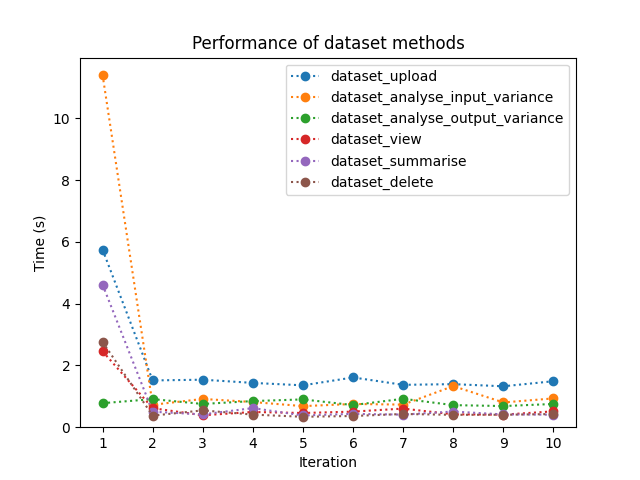 Performance of dataset methods
dataset_upload
dataset_analyse_input_variance
dataset_analyse_output_variance
dataset_view
dataset_summarise
dataset_delete
Time (s)
10
8
6
4
2
0
1 2 3 4 5 6 7 8 9 10
Iteration